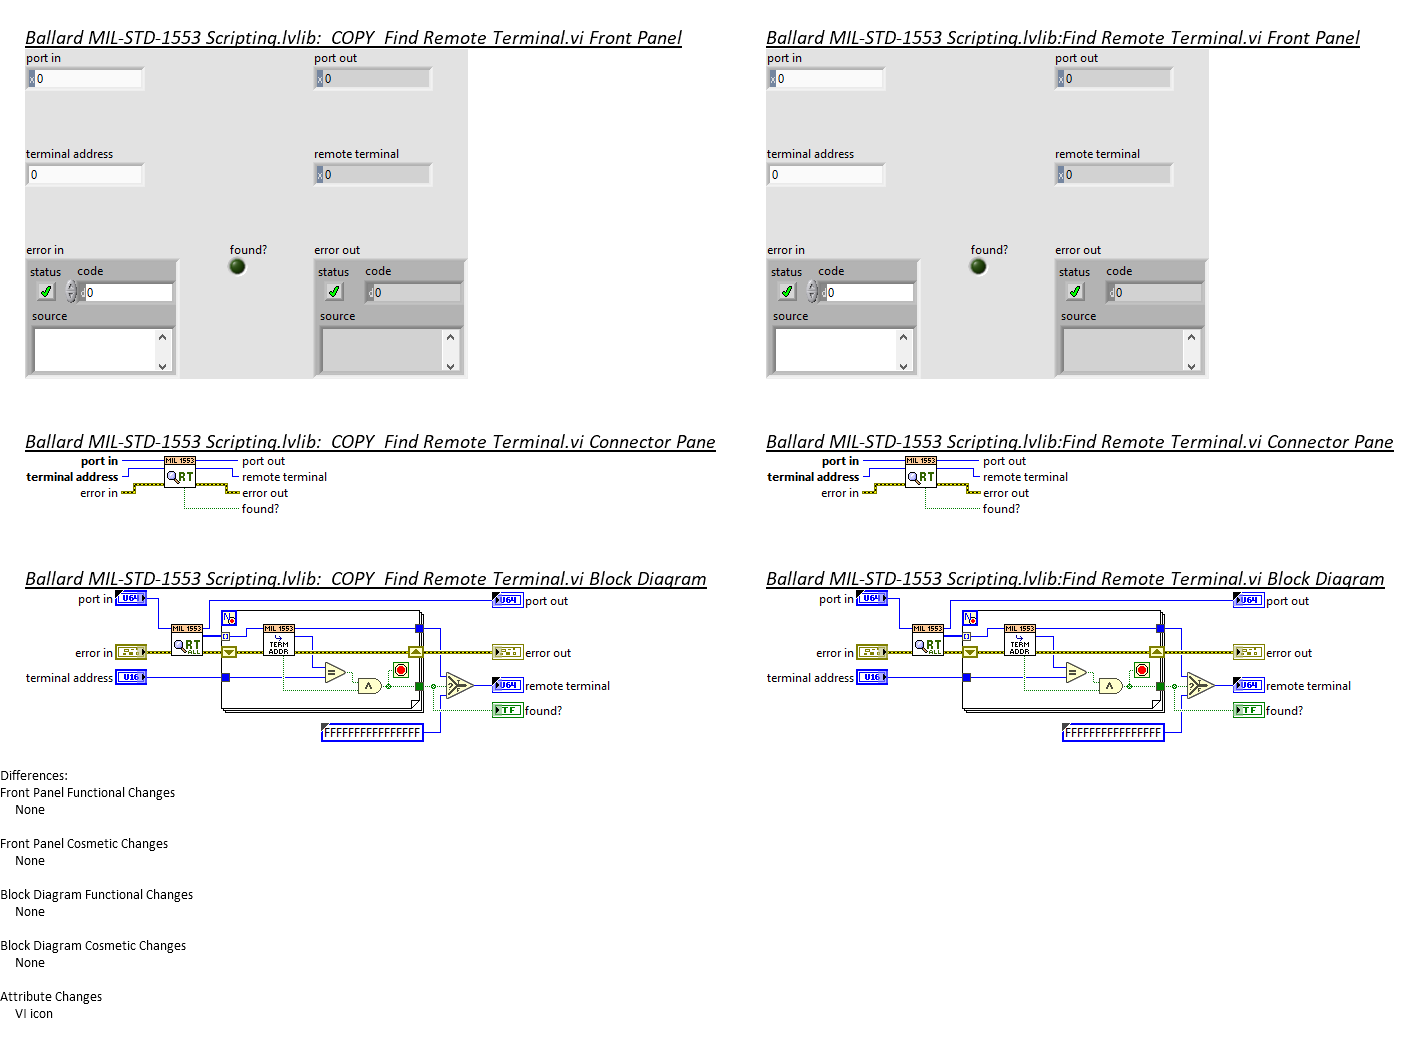 Ballard MIL-STD-1553 Scripting.lvlib:  COPY  Find Remote Terminal.vi Front Panel
port in
x 0
port out
x 0
terminal address
0
remote terminal
x 0
error in
found?
error out
status code
d 0
source
status code
d 0
source
Ballard MIL-STD-1553 Scripting.lvlib:Find Remote Terminal.vi Front Panel
port in
x 0
port out
x 0
terminal address
0
remote terminal
x 0
error in
found?
error out
status code
d 0
source
status code
d 0
source
Ballard MIL-STD-1553 Scripting.lvlib:  COPY  Find Remote Terminal.vi Connector Pane
port in
terminal address
error in
MIL 1553
RT
port out
remote terminal
error out
found?
Ballard MIL-STD-1553 Scripting.lvlib:Find Remote Terminal.vi Connector Pane
port in
terminal address
error in
MIL 1553
RT
port out
remote terminal
error out
found?
Ballard MIL-STD-1553 Scripting.lvlib:  COPY  Find Remote Terminal.vi Block Diagram
port in U64
U64 port out
N
MIL 1553
RT
ALL
MIL 1553
TERM
ADDR
error in
error out
terminal address U16
=
∧
?
T
F
U64 remote terminal
TF found?
FFFFFFFFFFFFFFFF
Ballard MIL-STD-1553 Scripting.lvlib:Find Remote Terminal.vi Block Diagram
port in U64
U64 port out
N
MIL 1553
RT
ALL
MIL 1553
TERM
ADDR
error in
error out
terminal address U16
=
∧
?
T
F
U64 remote terminal
TF found?
FFFFFFFFFFFFFFFF
Differences:
Front Panel Functional Changes
None
Front Panel Cosmetic Changes
None
Block Diagram Functional Changes
None
Block Diagram Cosmetic Changes
None
Attribute Changes
VI icon